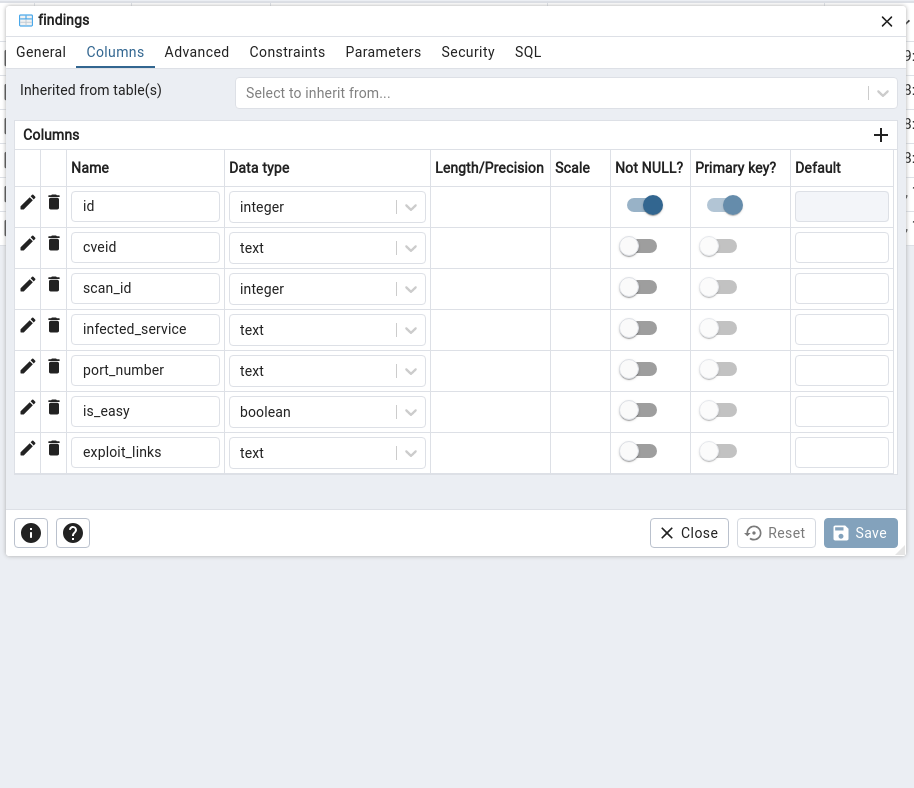 findings
General Columns Advanced Constraints Parameters Security SQL
Inherited from table(s) Select to inherit from...
Columns
Name Data type Length/Precision Scale Not NULL? Primary key? Default
id integer
cveid text
scan_id integer
infected_service text
port_number text
is_easy boolean
exploit_links text
Close Reset Save